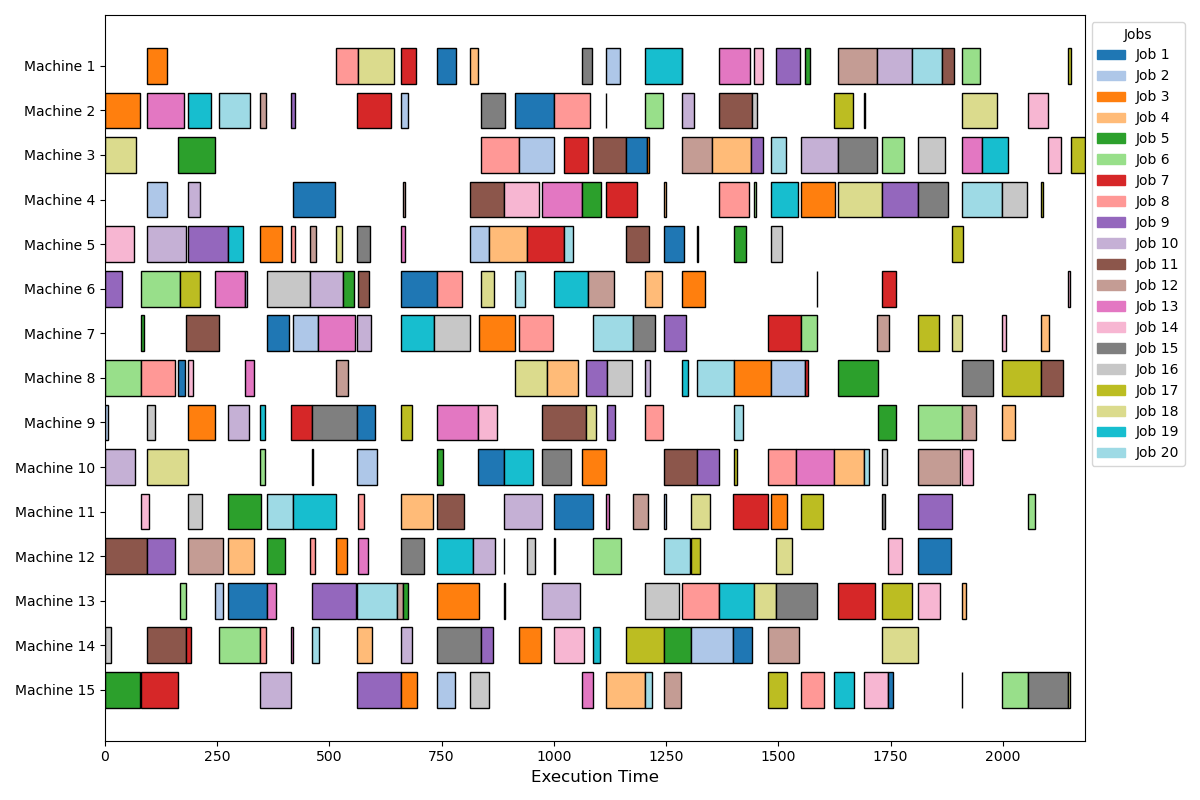 Machine 1
Machine 2
Machine 3
Machine 4
Machine 5
Machine 6
Machine 7
Machine 8
Machine 9
Machine 10
Machine 11
Machine 12
Machine 13
Machine 14
Machine 15
0 250 500 750 1000 1250 1500 1750 2000
Execution Time
Jobs
Job 1
Job 2
Job 3
Job 4
Job 5
Job 6
Job 7
Job 8
Job 9
Job 10
Job 11
Job 12
Job 13
Job 14
Job 15
Job 16
Job 17
Job 18
Job 19
Job 20